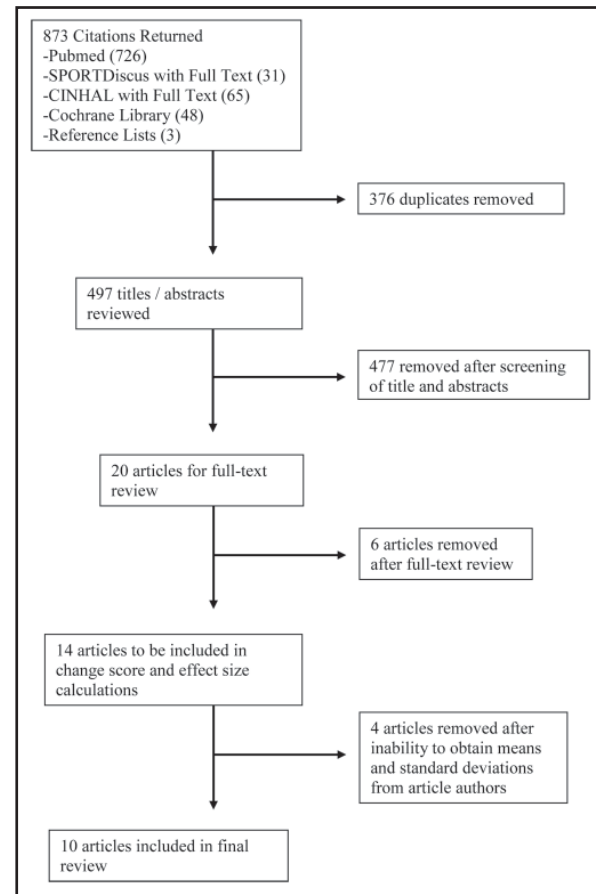 873 Citations Returned
-Pubmed (726)
-SPORTDiscus with Full Text (31)
-CINHAL with Full Text (65)
-Cochrane Library (48)
-Reference Lists (3)
376 duplicates removed
497 titles / abstracts
reviewed
477 removed after screening
of title and abstracts
20 articles for full-text
review
6 articles removed
after full-text review
14 articles to be included in
change score and effect size
calculations
4 articles removed after
inability to obtain means
and standard deviations
from article authors
10 articles included in final
review